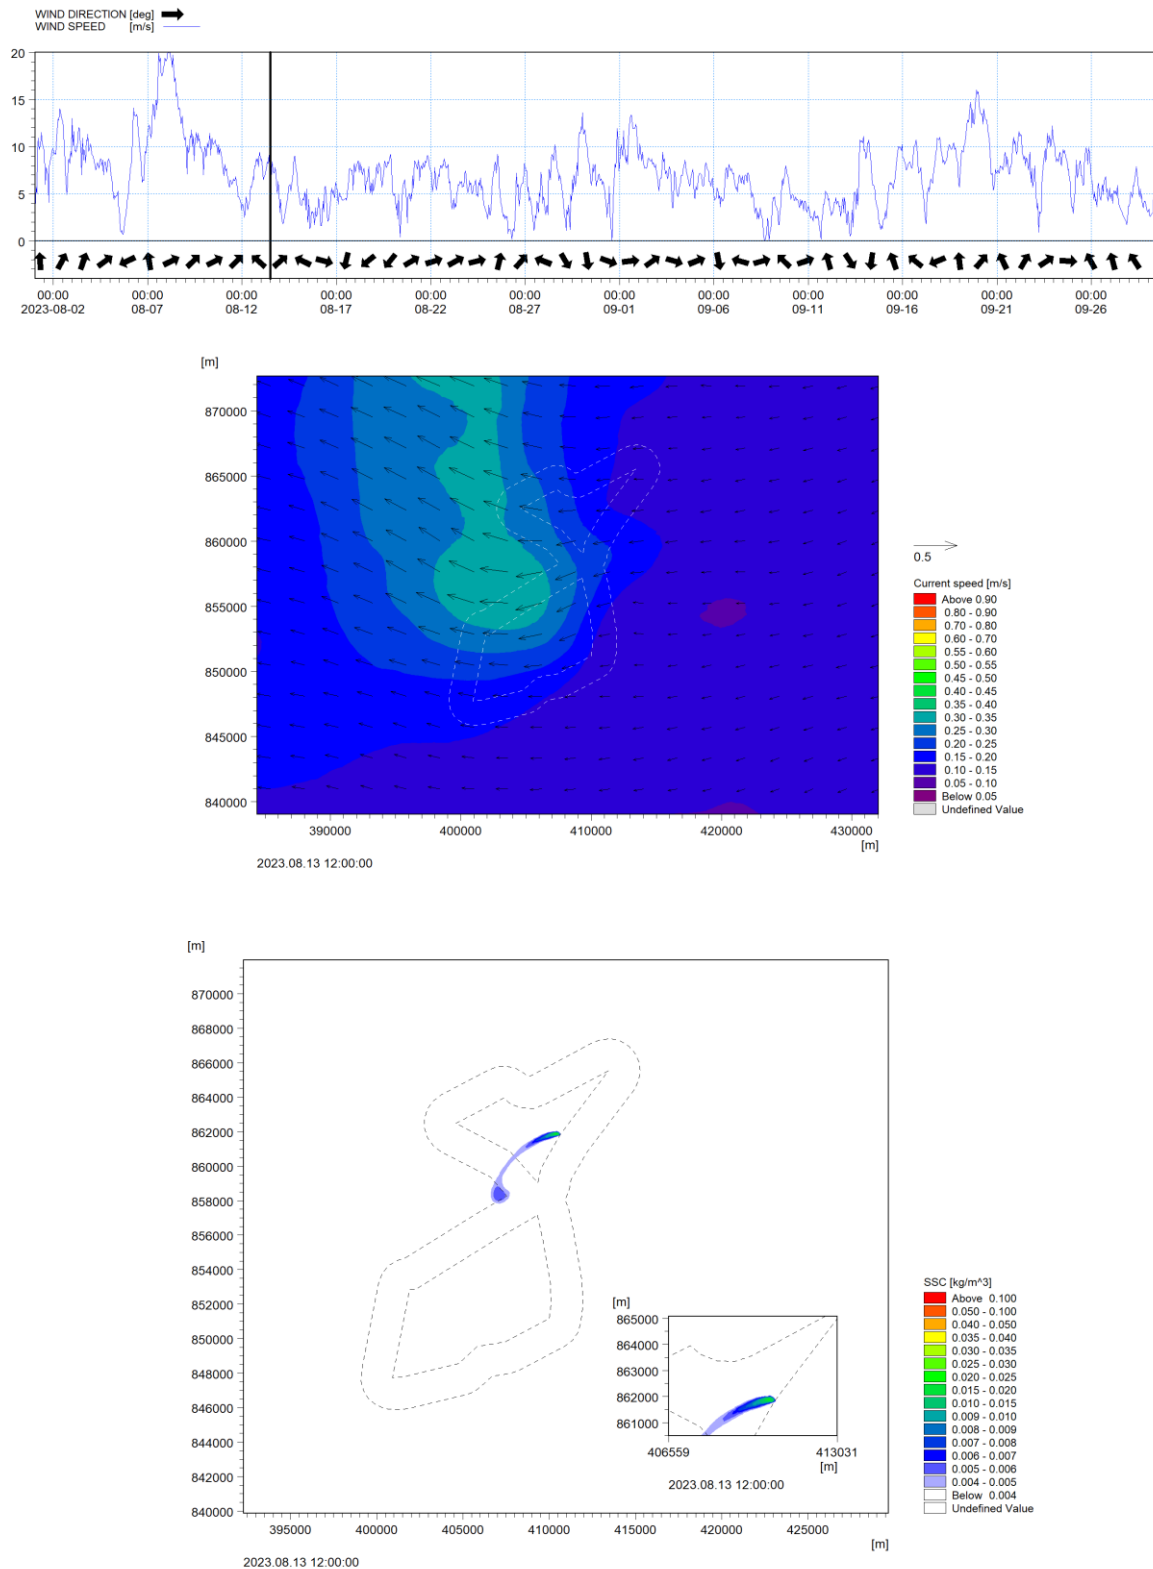 WIND DIRECTION [deg]
WIND SPEED [m/s]
20
15
10
5
0
00:00 00:00 00:00 00:00 00:00 00:00 00:00 00:00 00:00 00:00 00:00 00:00
2023-08-02 08-07 08-12 08-17 08-22 08-27 09-01 09-06 09-11 09-16 09-21 09-26
[m]
870000
865000
860000
855000
850000
845000
840000
390000 400000 410000 420000 430000
[m]
2023.08.13 12:00:00
0.5
Current speed [m/s]
Above 0.90
0.80 - 0.90
0.70 - 0.80
0.60 - 0.70
0.55 - 0.60
0.50 - 0.55
0.45 - 0.50
0.40 - 0.45
0.35 - 0.40
0.30 - 0.35
0.25 - 0.30
0.20 - 0.25
0.15 - 0.20
0.10 - 0.15
0.05 - 0.10
Below 0.05
Undefined Value
[m]
870000
868000
866000
864000
862000
860000
858000
856000
854000
852000
850000
848000
846000
844000
842000
840000
395000 400000 405000 410000 415000 420000 425000
[m]
2023.08.13 12:00:00
[m]
865000
864000
863000
862000
861000
406559 413031
[m]
2023.08.13 12:00:00
SSC [kg/m^3]
Above 0.100
0.050 - 0.100
0.040 - 0.050
0.035 - 0.040
0.030 - 0.035
0.025 - 0.030
0.020 - 0.025
0.015 - 0.020
0.010 - 0.015
0.009 - 0.010
0.008 - 0.009
0.007 - 0.008
0.006 - 0.007
0.005 - 0.006
0.004 - 0.005
Below 0.004
Undefined Value